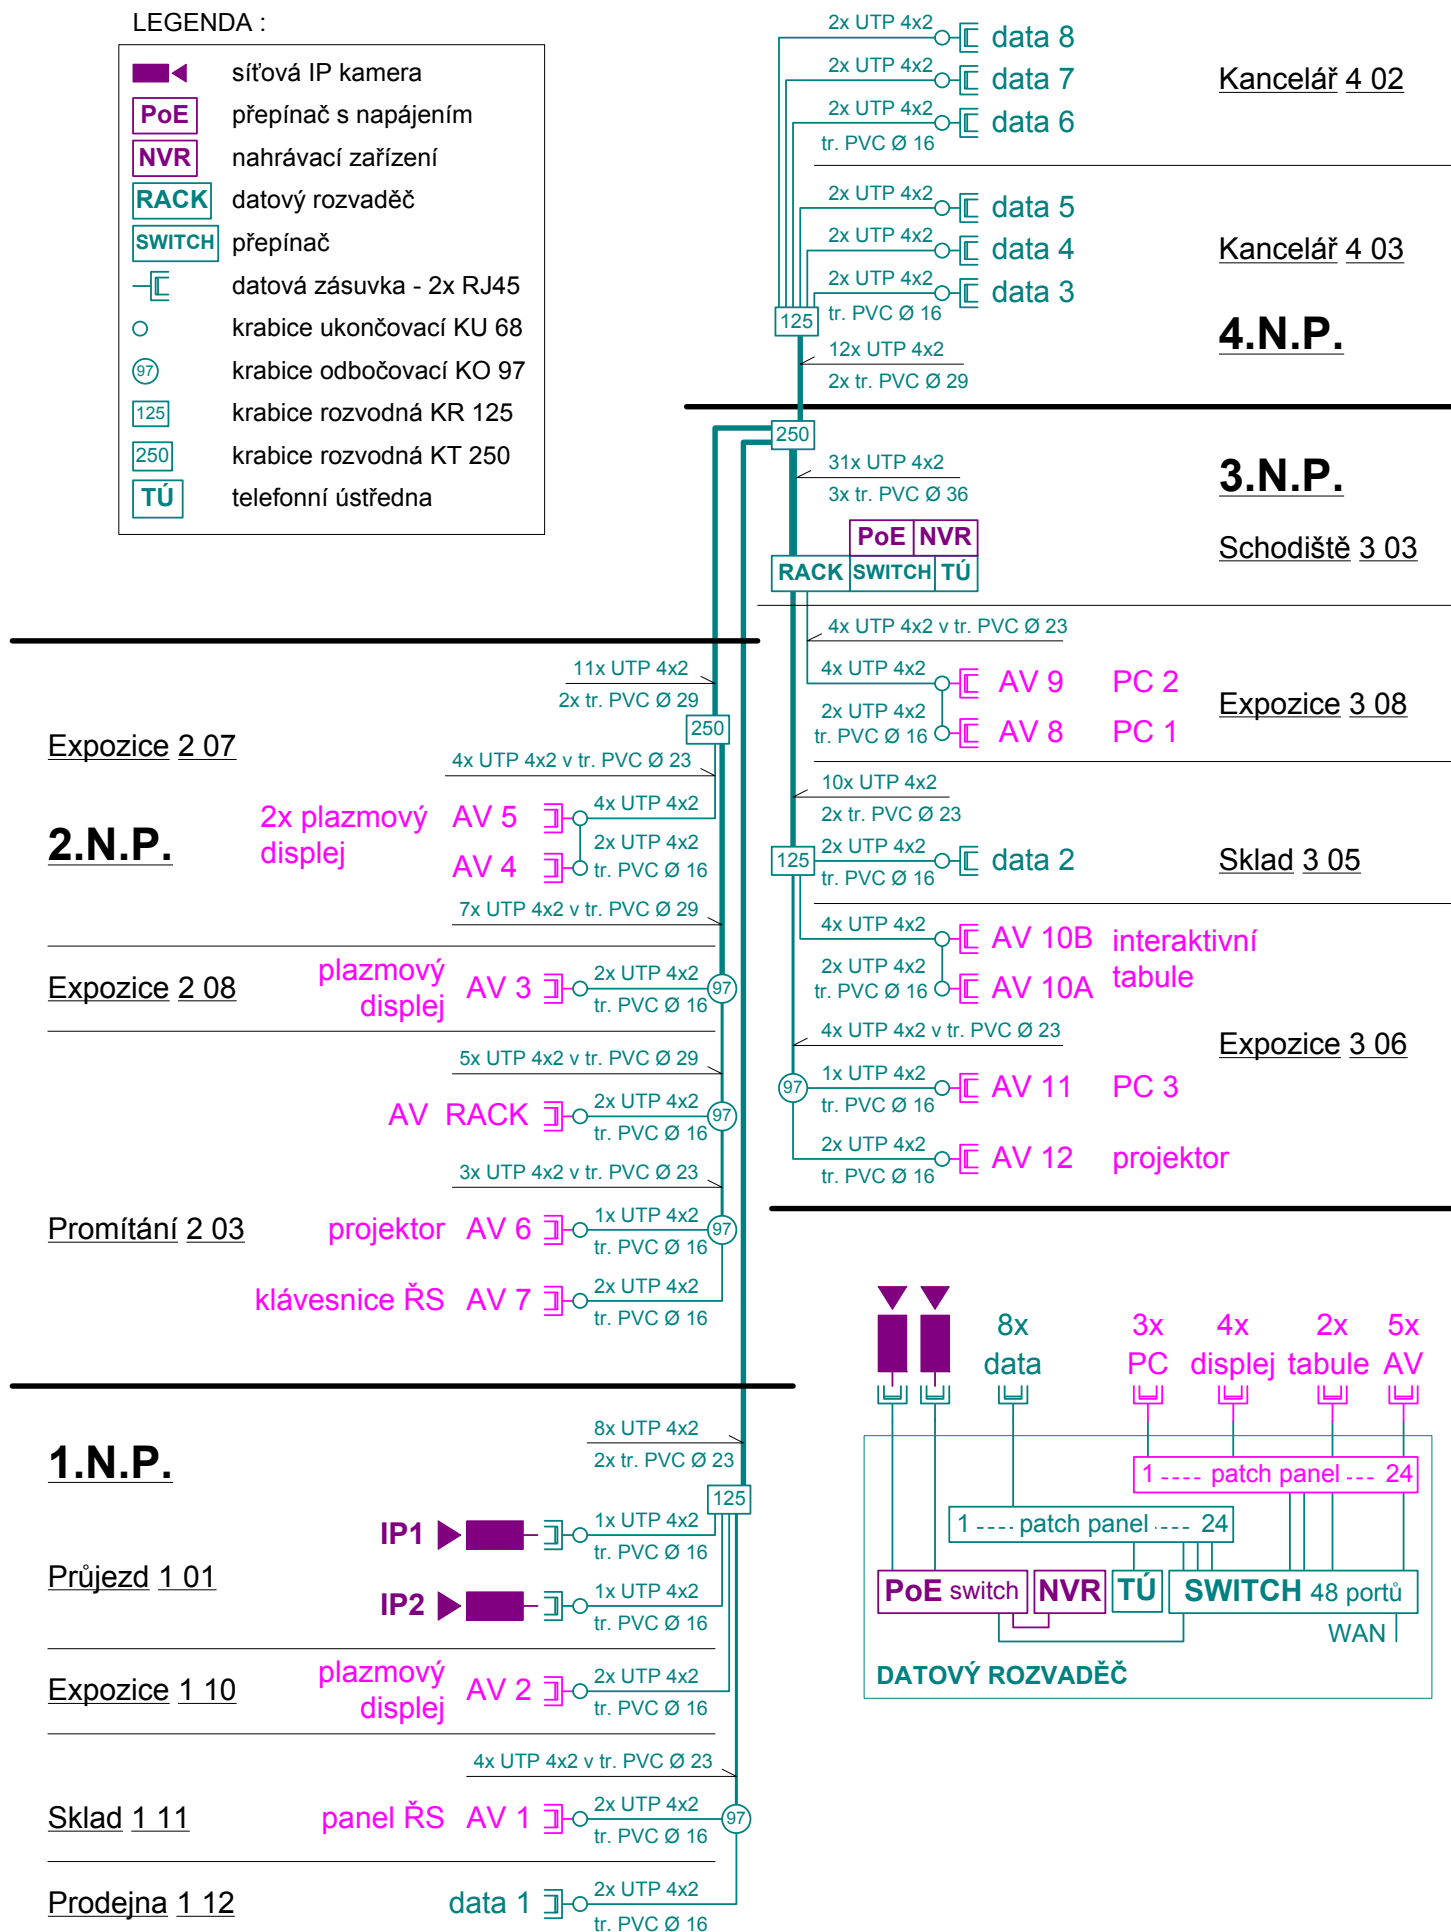 LEGENDA :
síťová IP kamera
PoE přepínač s napájením
NVR nahrávací zařízení
RACK datový rozvaděč
SWITCH přepínač
datová zásuvka - 2x RJ45
krabice ukončovací KU 68
97 krabice odbočovací KO 97
125 krabice rozvodná KR 125
250 krabice rozvodná KT 250
TÚ telefonní ústředna
2x UTP 4x2 data 8
2x UTP 4x2 data 7
Kancelář 4 02
2x UTP 4x2 data 6
tr. PVC Ø 16
2x UTP 4x2 data 5
2x UTP 4x2 data 4
Kancelář 4 03
2x UTP 4x2 data 3
tr. PVC Ø 16
125
4.N.P.
12x UTP 4x2
2x tr. PVC Ø 29
250
31x UTP 4x2
3x tr. PVC Ø 36
3.N.P.
PoE NVR
RACK SWITCH TÚ
Schodiště 3 03
4x UTP 4x2 v tr. PVC Ø 23
4x UTP 4x2 AV 9 PC 2
2x UTP 4x2
tr. PVC Ø 16 AV 8 PC 1
Expozice 3 08
10x UTP 4x2
2x tr. PVC Ø 23
125
2x UTP 4x2 data 2
tr. PVC Ø 16
Sklad 3 05
4x UTP 4x2 AV 10B interaktivní
2x UTP 4x2 tabule
tr. PVC Ø 16 AV 10A
4x UTP 4x2 v tr. PVC Ø 23
Expozice 3 06
97
1x UTP 4x2 AV 11 PC 3
tr. PVC Ø 16
2x UTP 4x2 AV 12 projektor
tr. PVC Ø 16
11x UTP 4x2
2x tr. PVC Ø 29
250
Expozice 2 07
4x UTP 4x2 v tr. PVC Ø 23
2.N.P.
2x plazmový AV 5 4x UTP 4x2
displej AV 4 2x UTP 4x2
tr. PVC Ø 16
7x UTP 4x2 v tr. PVC Ø 29
Expozice 2 08
plazmový
displej AV 3 2x UTP 4x2
tr. PVC Ø 16
97
5x UTP 4x2 v tr. PVC Ø 29
AV RACK 2x UTP 4x2
tr. PVC Ø 16
97
3x UTP 4x2 v tr. PVC Ø 23
Promítání 2 03
projektor AV 6 1x UTP 4x2
tr. PVC Ø 16
97
klávesnice ŘS AV 7 2x UTP 4x2
tr. PVC Ø 16
1.N.P.
8x UTP 4x2
2x tr. PVC Ø 23
125
IP1 1x UTP 4x2
tr. PVC Ø 16
Průjezd 1 01
IP2 1x UTP 4x2
tr. PVC Ø 16
Expozice 1 10
plazmový
displej AV 2 2x UTP 4x2
tr. PVC Ø 16
4x UTP 4x2 v tr. PVC Ø 23
Sklad 1 11
panel ŘS AV 1 2x UTP 4x2
tr. PVC Ø 16
97
Prodejna 1 12
data 1 2x UTP 4x2
tr. PVC Ø 16
8x 3x 4x 2x 5x
data PC displej tabule AV
1 ---- patch panel --- 24
1 ---- patch panel ---- 24
PoE switch NVR TÚ SWITCH 48 portů
WAN
DATOVÝ ROZVADĚČ